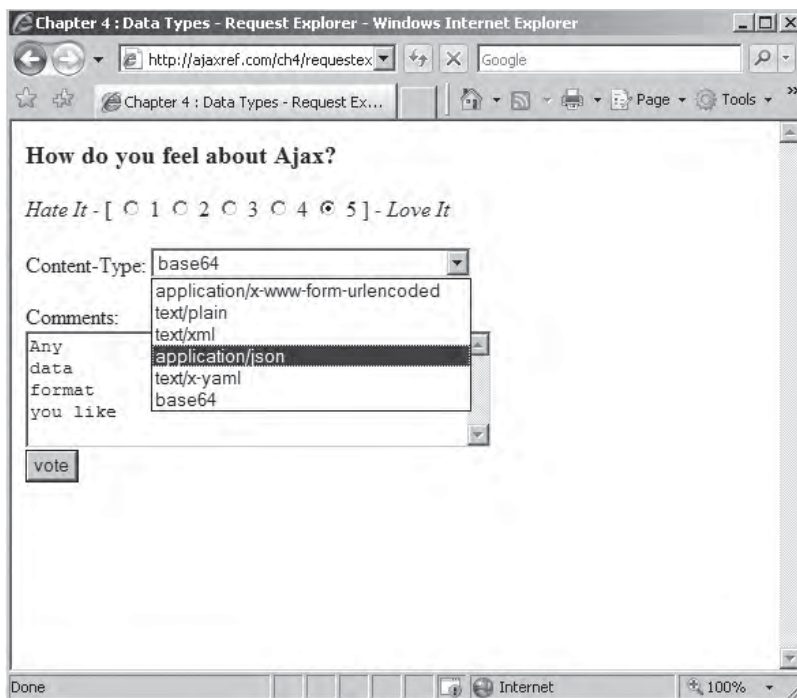 Chapter 4 : Data Types - Request Explorer - Windows Internet Explorer
http://ajaxref.com/ch4/requestex
Google
Chapter 4 : Data Types - Request Ex...
Page
Tools
»
How do you feel about Ajax?
Hate It - [ 1 2 3 4 5 ] - Love It
Content-Type: base64
application/x-www-form-urlencoded
text/plain
text/xml
application/json
text/x-yaml
base64
Comments:
Any
data
format
you like
vote
Done
Internet
100%